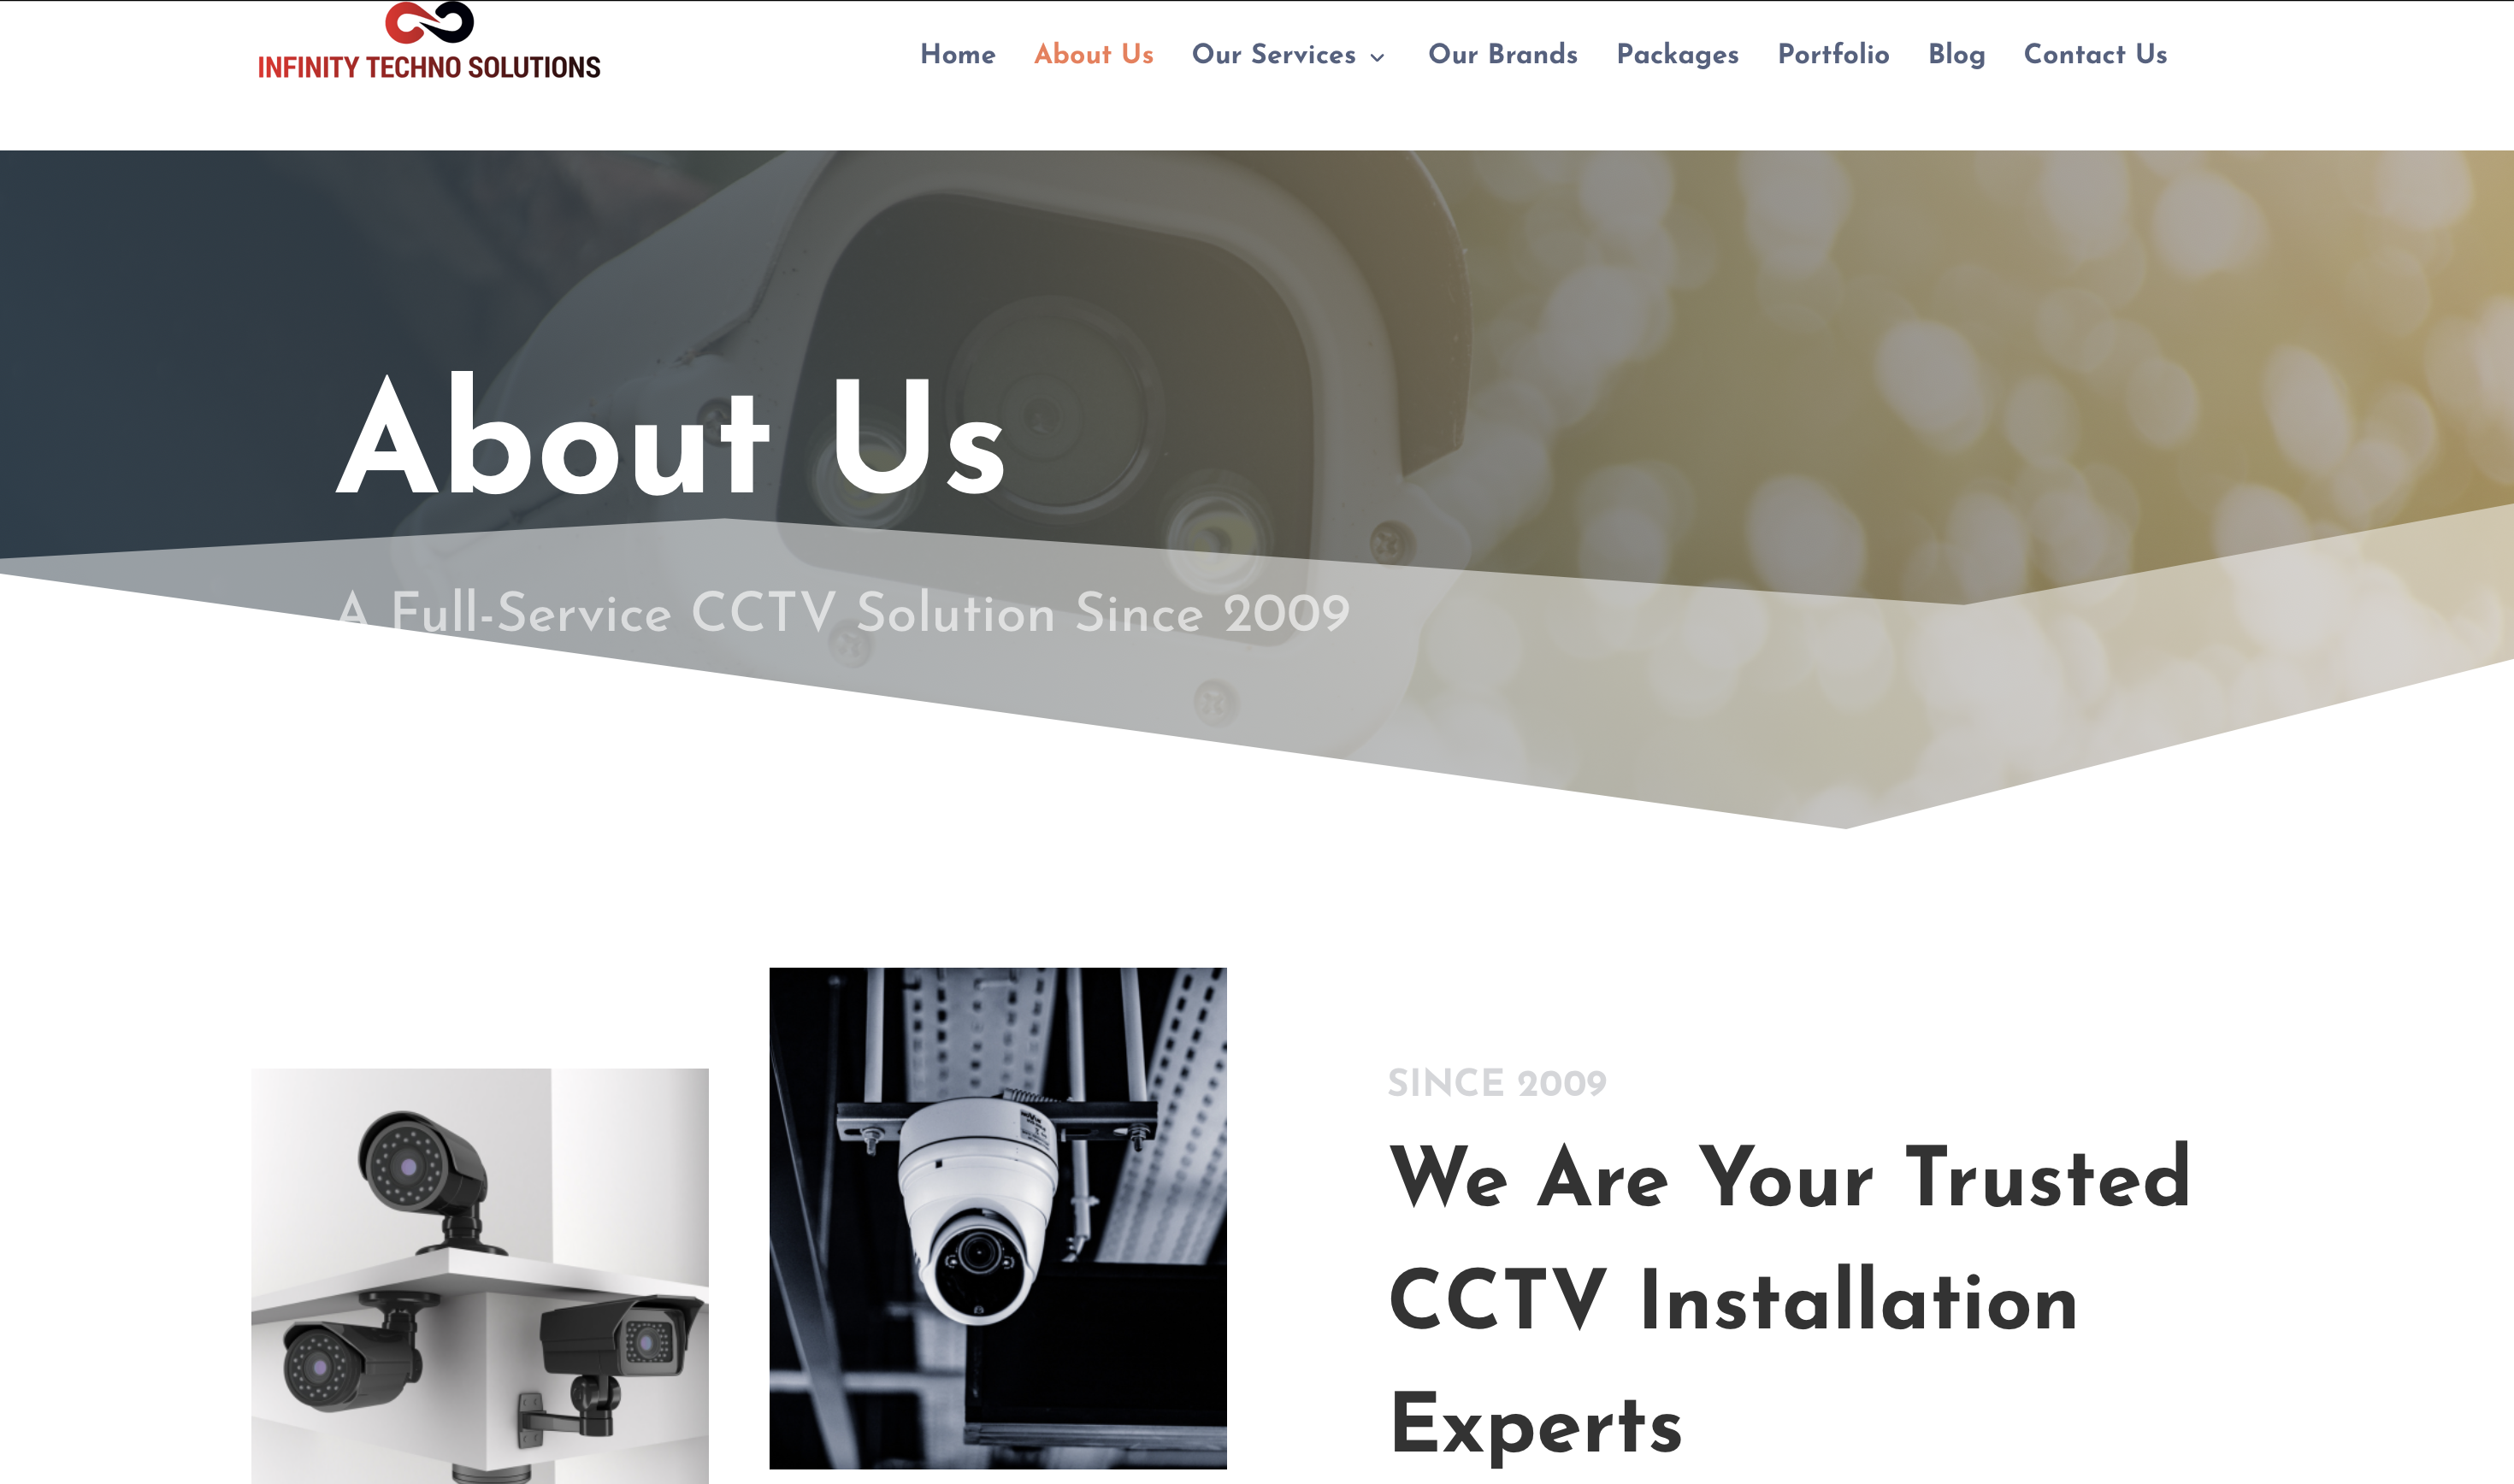 INFINITY TECHNO SOLUTIONS
Home About Us Our Services Our Brands Packages Portfolio Blog Contact Us
About Us
A Full-Service CCTV Solution Since 2009
SINCE 2009
We Are Your Trusted
CCTV Installation
Experts